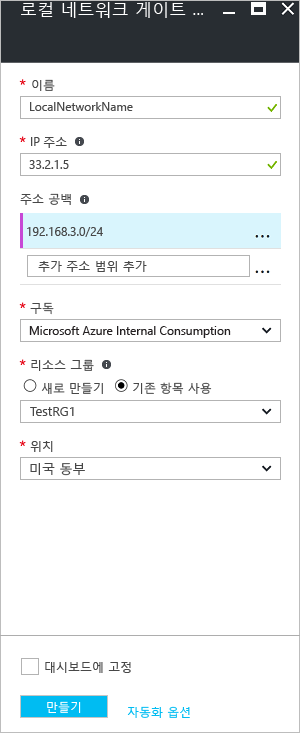 로컬 네트워크 게이트 ...
* 이름
LocalNetworkName
* IP 주소
33.2.1.5
주소 공백
192.168.3.0/24
...
추가 주소 범위 추가
...
* 구독
Microsoft Azure Internal Consumption
* 리소스 그룹
새로 만들기 기존 항목 사용
TestRG1
* 위치
미국 동부
대시보드에 고정
만들기 자동화 옵션